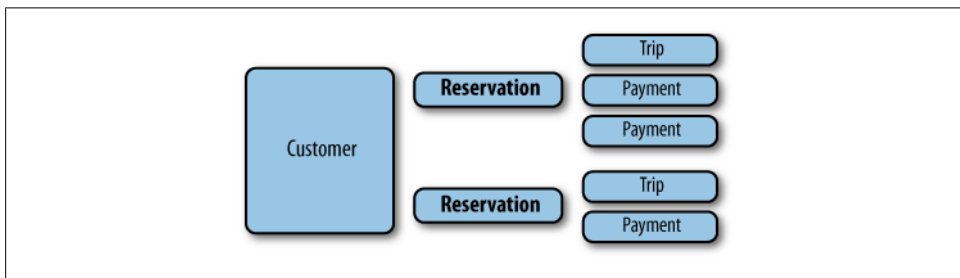 Customer
Reservation
Trip
Payment
Payment
Reservation
Trip
Payment